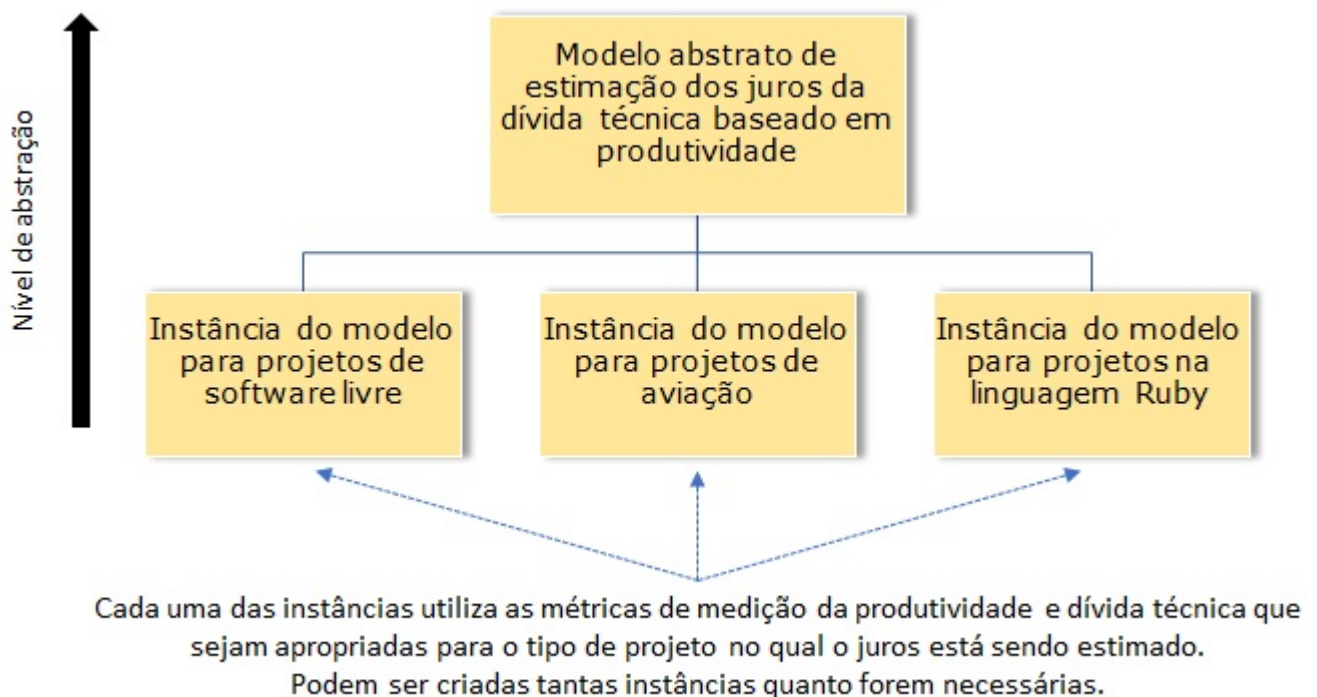 Modelo abstrato de
estimação dos juros da
dívida técnica baseado em
produtividade
Nível de abstração
Instância do modelo
para projetos de
software livre
Instância do modelo
para projetos de
aviação
Instância do modelo
para projetos na
linguagem Ruby
Cada uma das instâncias utiliza as métricas de medição da produtividade e dívida técnica que
sejam apropriadas para o tipo de projeto no qual o juros está sendo estimado.
Podem ser criadas tantas instâncias quanto forem necessárias.